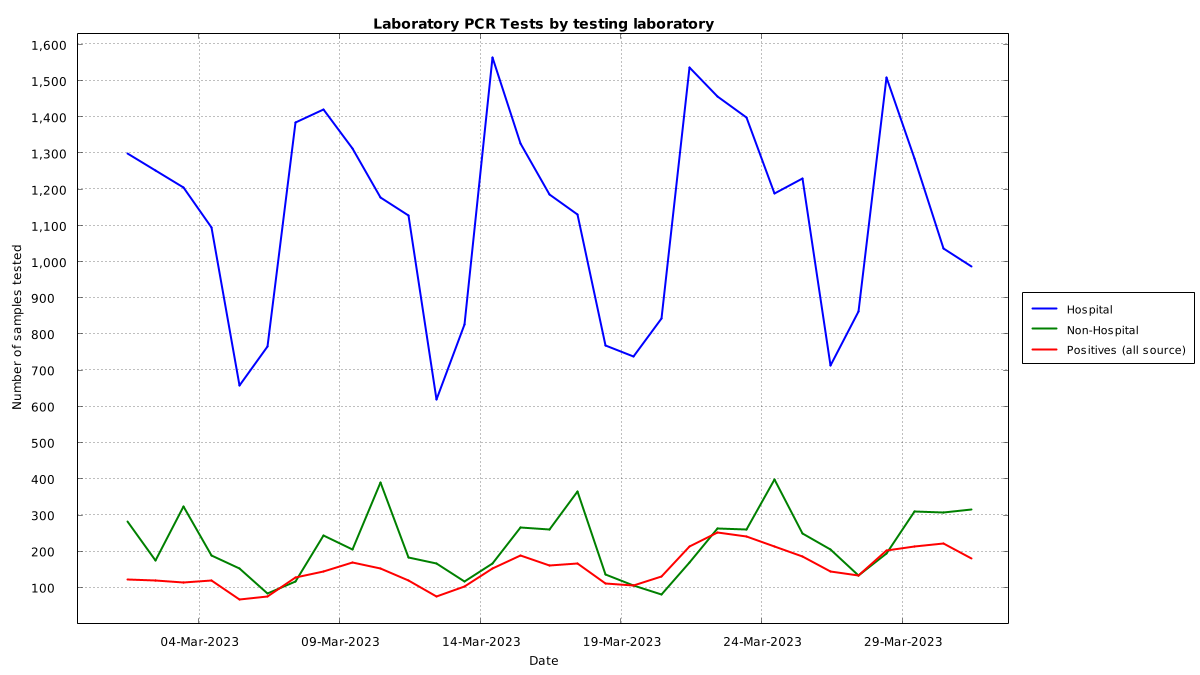 Laboratory PCR Tests by testing laboratory
1,600
1,500
1,400
1,300
1,200
1,100
1,000
900
800
700
600
500
400
300
200
100
Number of samples tested
04-Mar-2023 09-Mar-2023 14-Mar-2023 19-Mar-2023 24-Mar-2023 29-Mar-2023
Date
Hospital
Non-Hospital
Positives (all source)